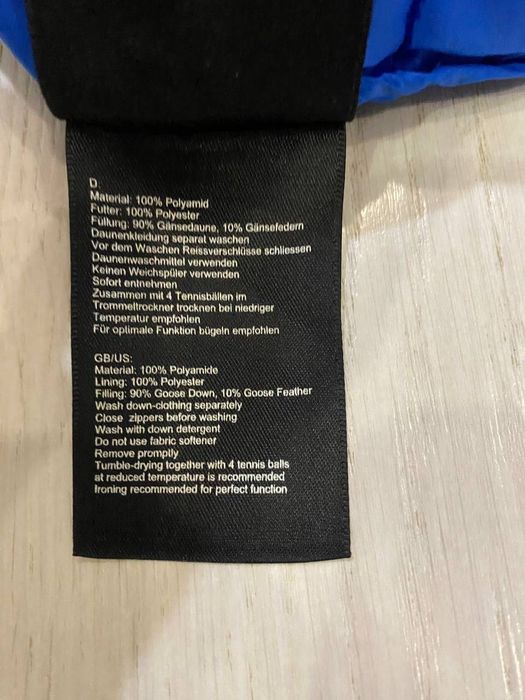 D.
Material: 100% Polyamid
Futter: 100% Polyester
Füllung: 90% Gänsedaune, 10% Gänsefedern
Daunenkleidung separat waschen
Vor dem Waschen Reissverschlüsse schliessen
Daunenwaschmittel verwenden
Keinen Weichspüler verwenden
Sofort entnehmen
Zusammen mit 4 Tennisbällen im
Trommeltrockner trocknen bei niedriger
Temperatur empfohlen
Für optimale Funktion bügeln empfohlen
GB/US:
Material: 100% Polyamide
Lining: 100% Polyester
Filling: 90% Goose Down, 10% Goose Feather
Wash down-clothing separately
Close zippers before washing
Wash with down detergent
Do not use fabric softener
Remove promptly
Tumble-drying together with 4 tennis balls
at reduced temperature is recommended
Ironing recommended for perfect function